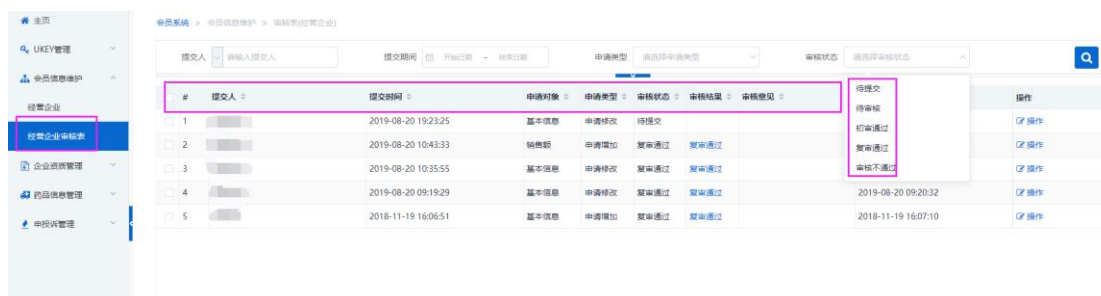 主页
会员系统 > 会员信息维护 > 审核表(经营企业)
UKEY管理
提交人 请输入提交人 提交期间 开始日期 - 结束日期 申请类型 请选择申请类型 审核状态 请选择审核状态
会员信息维护
经营企业
经营企业审核表
企业资质管理
药品信息管理
申投诉管理
待提交
待审核
初审通过
复审通过
审核不通过
# 提交人 提交时间 申请对象 申请类型 审核状态 审核结果 审核意见 操作
1 2019-08-20 19:23:25 基本信息 申请修改 待提交 操作
2 2019-08-20 10:43:33 销售额 申请增加 复审通过 复审通过 操作
3 2019-08-20 10:35:55 基本信息 申请修改 复审通过 复审通过 操作
4 2019-08-20 09:19:29 基本信息 申请修改 复审通过 复审通过 2019-08-20 09:20:32 操作
5 2018-11-19 16:06:51 基本信息 申请增加 复审通过 复审通过 2018-11-19 16:07:10 操作